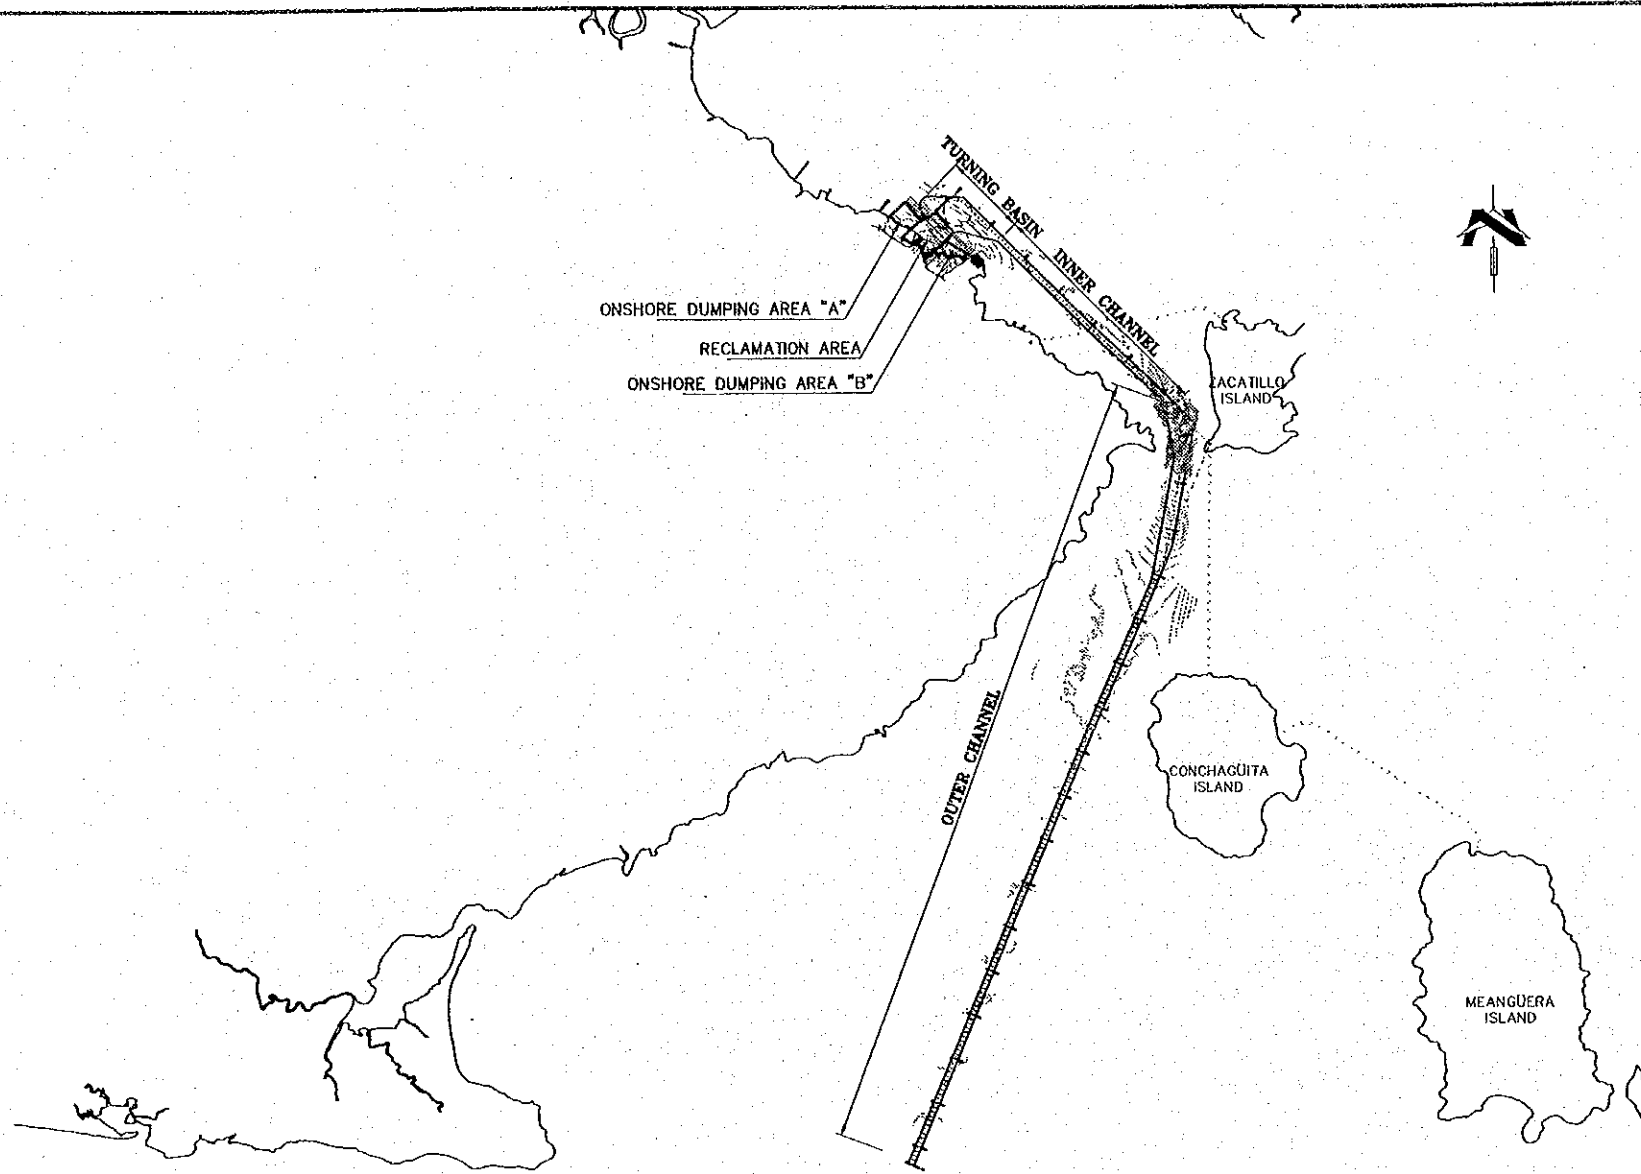 TURNING BASIN
INNER CHANNEL
ONSHORE DUMPING AREA "A"
RECLAMATION AREA
ONSHORE DUMPING AREA "B"
ZACATILLO
ISLAND
OUTER CHANNEL
CONCHAGÜITA
ISLAND
MEANGÜERA
ISLAND
N